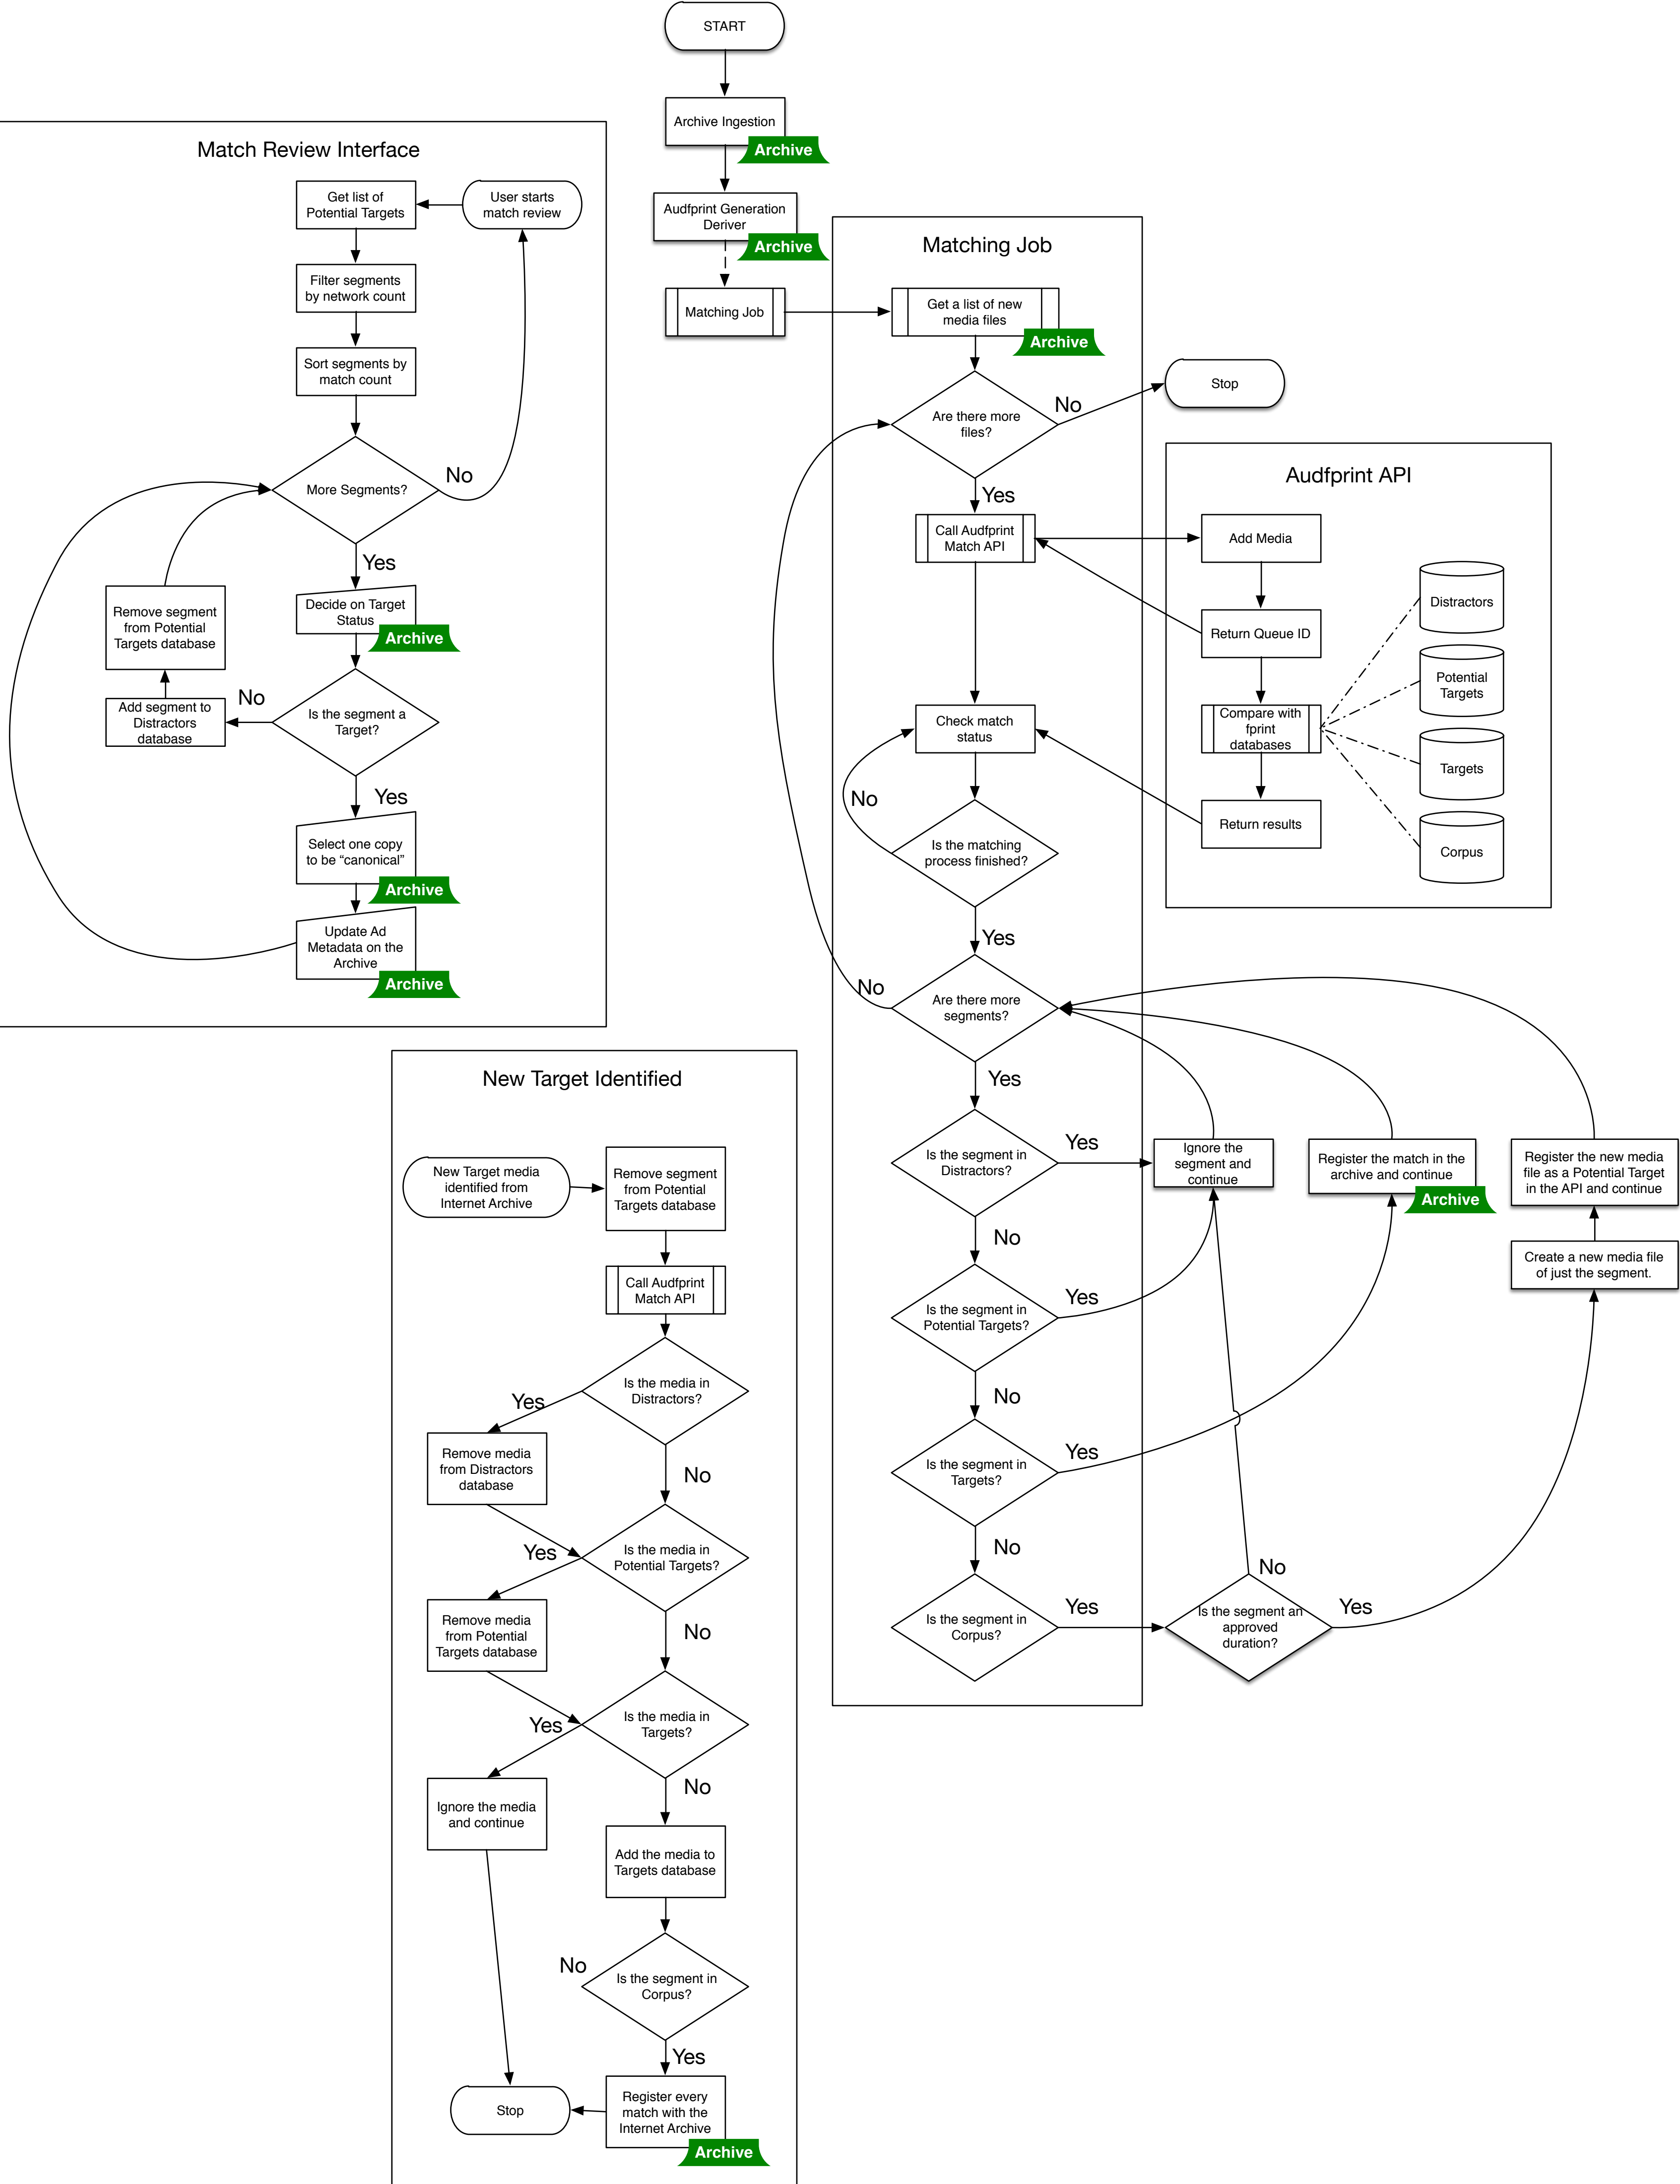 START
Archive Ingestion
Archive
Audfprint Generation
Deriver
Archive
Matching Job
Match Review Interface
Get list of
Potential Targets
User starts
match review
Filter segments
by network count
Sort segments by
match count
More Segments?
No
Yes
Decide on Target
Status
Archive
Is the segment a
Target?
No
Add segment to
Distractors
database
Remove segment
from Potential
Targets database
Yes
Select one copy
to be “canonical”
Archive
Update Ad
Metadata on the
Archive
Archive
Matching Job
Get a list of new
media files
Archive
Are there more
files?
No
Stop
Yes
Call Audfprint
Match API
Check match
status
No
Is the matching
process finished?
Yes
Are there more
segments?
No
Yes
Is the segment in
Distractors?
Yes
Ignore the
segment and
continue
No
Is the segment in
Potential Targets?
Yes
No
Is the segment in
Targets?
Yes
Register the match in the
archive and continue
Archive
No
Is the segment in
Corpus?
Yes
Is the segment an
approved
duration?
No
Yes
Create a new media file
of just the segment.
Register the new media
file as a Potential Target
in the API and continue
Audfprint API
Add Media
Return Queue ID
Compare with
fprint
databases
Return results
Distractors
Potential
Targets
Targets
Corpus
New Target Identified
New Target media
identified from
Internet Archive
Remove segment
from Potential
Targets database
Call Audfprint
Match API
Is the media in
Distractors?
Yes
Remove media
from Distractors
database
No
Is the media in
Potential Targets?
Yes
Remove media
from Potential
Targets database
No
Is the media in
Targets?
Yes
Ignore the media
and continue
No
Add the media to
Targets database
Is the segment in
Corpus?
No
Yes
Register every
match with the
Internet Archive
Archive
Stop